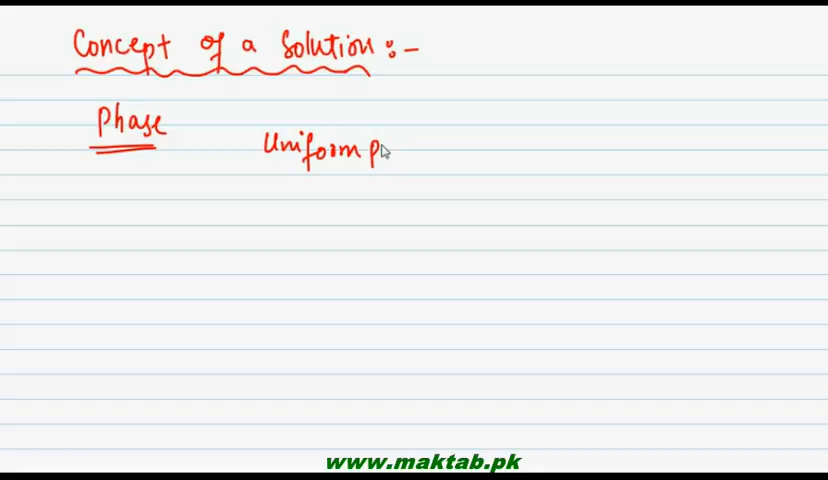 Concept of a Solution :-
Phase
Uniform p
www.maktab.pk